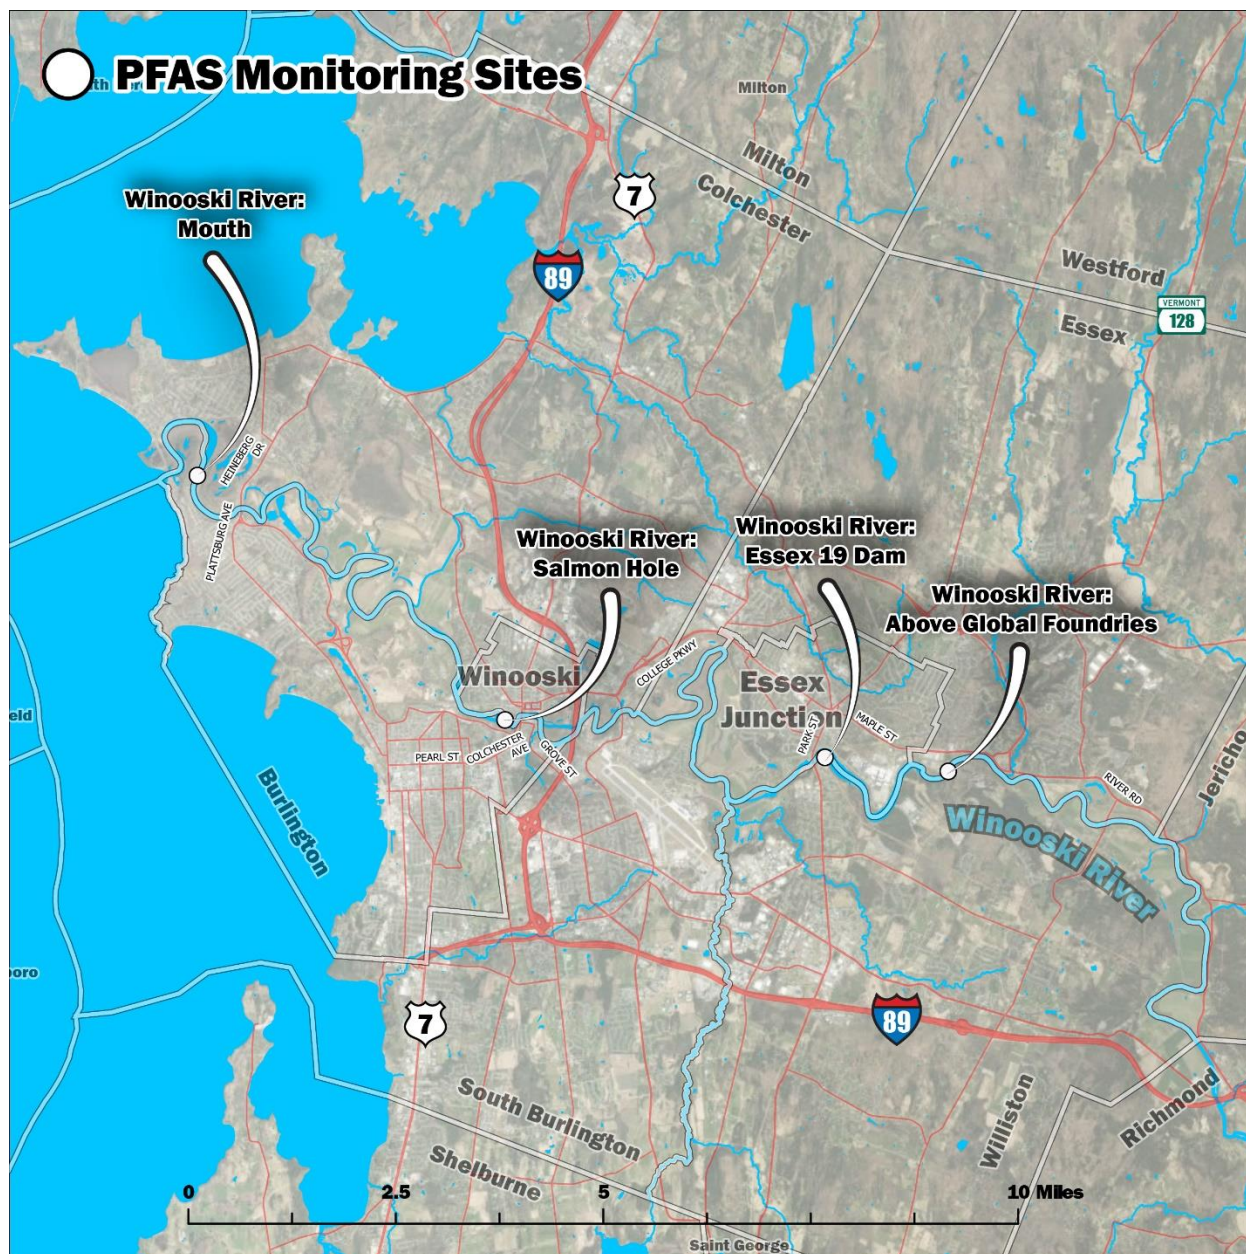 PFAS Monitoring Sites
Milton
Milton
Colchester
7
Winooski River:
Mouth
89
Westford
Essex
VERMONT
128
HEINEBERG
DR
PLATTSBURG AVE
Winooski River:
Salmon Hole
Winooski River:
Essex 19 Dam
Winooski River:
Above Global Foundries
COLLEGE PKWY
Winooski
Essex
Junction
PARK ST
MAPLE ST
PEARL ST
COLCHESTER
AVE
GROVE ST
RIVER RD
Jericho
Burlington
Winooski River
7
89
South Burlington
Shelburne
Williston
Richmond
0
2.5
5
10 Miles
Saint George